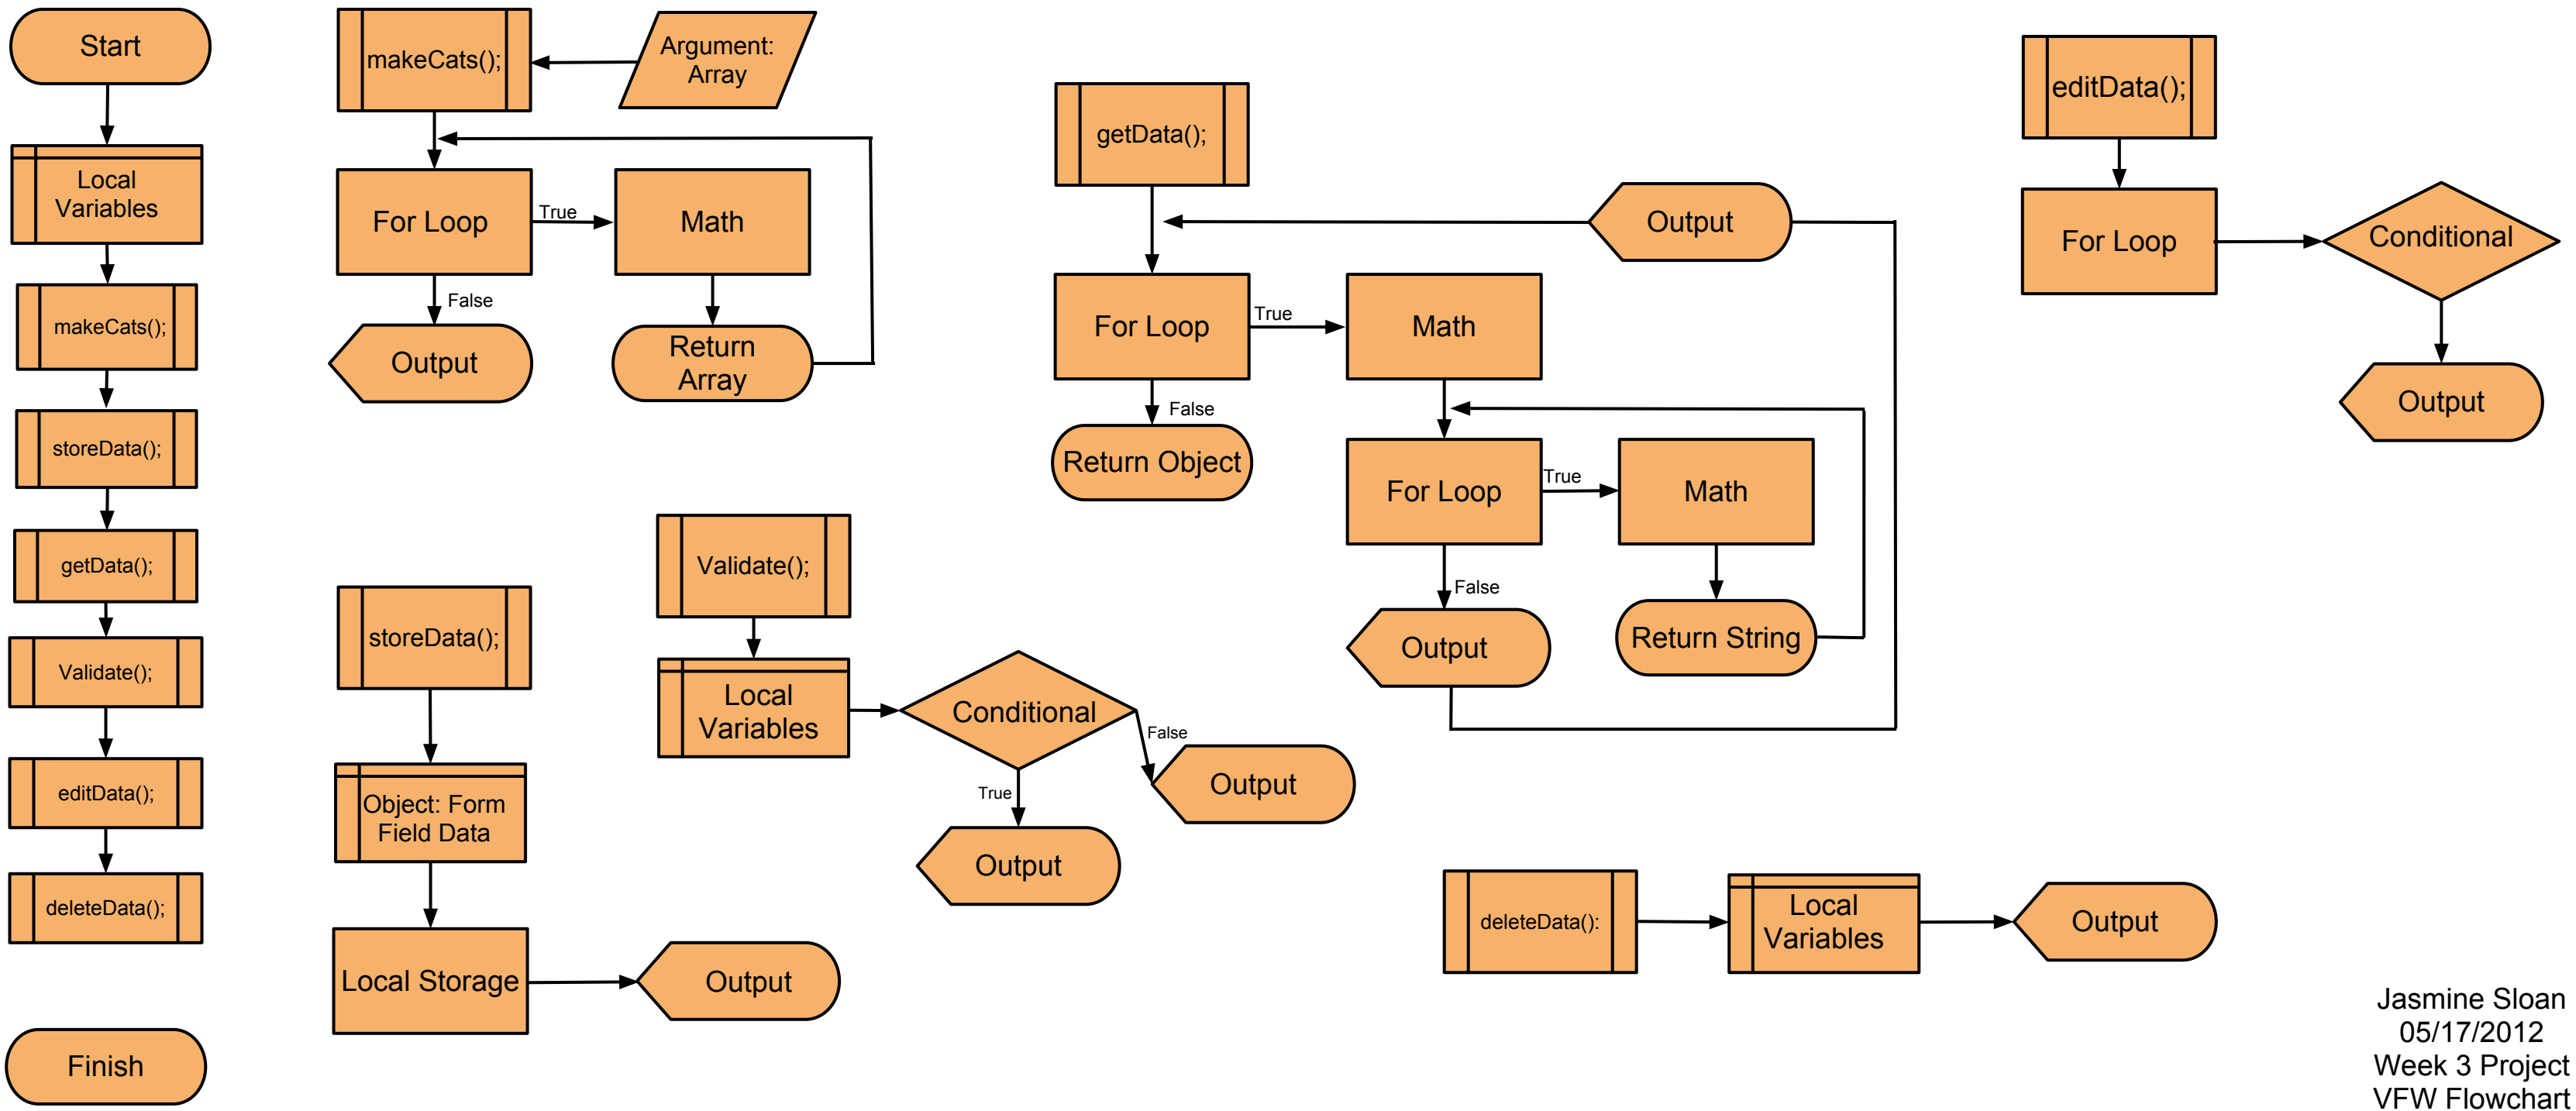 Start
Local
Variables
makeCats();
storeData();
getData();
Validate();
editData();
deleteData();
Finish
makeCats();
Argument:
Array
For Loop
True
Math
False
Output
Return
Array
storeData();
Object: Form
Field Data
Local Storage
Output
Validate();
Local
Variables
Conditional
False
Output
True
Output
getData();
Output
For Loop
True
Math
False
Return Object
For Loop
True
Math
False
Output
Return String
editData();
For Loop
Conditional
Output
deleteData():
Local
Variables
Output
Jasmine Sloan
05/17/2012
Week 3 Project
VFW Flowchart